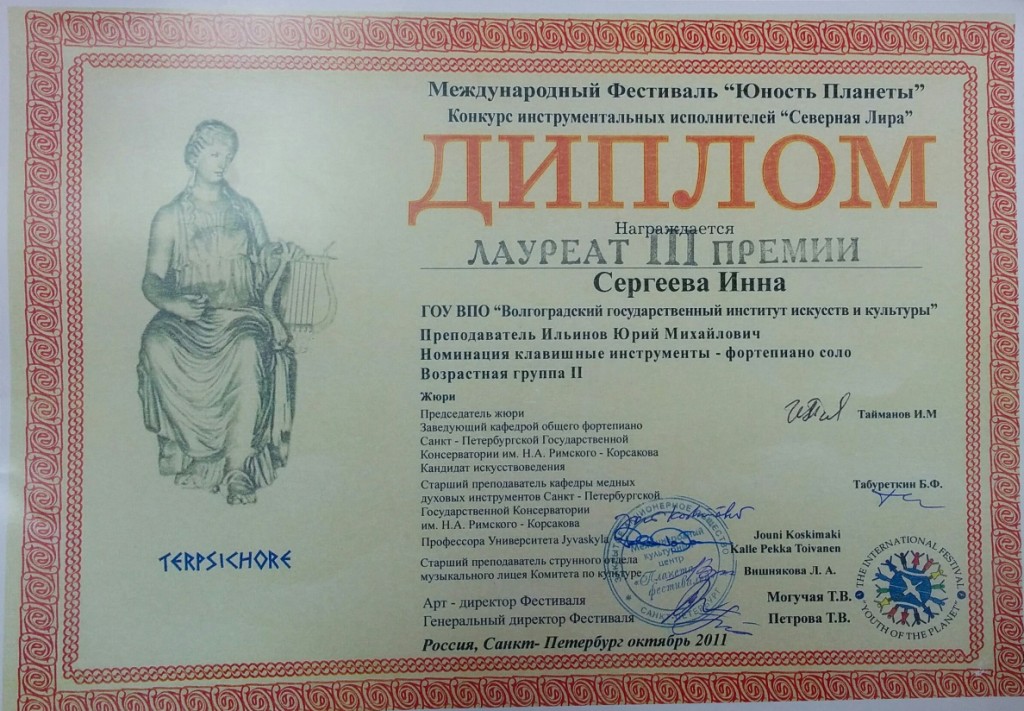 Международный Фестиваль “Юность Планеты”
Конкурс инструментальных исполнителей “Северная Лира”
ДИПЛОМ
Награждается
ЛАУРЕАТ III ПРЕМИИ
Сергеева Инна
ГОУ ВПО “Волгоградский государственный институт искусств и культуры”
Преподаватель Ильинов Юрий Михайлович
Номинация клавишные инструменты - фортепиано соло
Возрастная группа II
Жюри
Председатель жюри
Заведующий кафедрой общего фортепиано
Санкт - Петербургской Государственной
Консерватории им. Н.А. Римского - Корсакова
Кандидат искусствоведения
Тайманов И.М
Старший преподаватель кафедры медных
духовых инструментов Санкт - Петербургской
Государственной Консерватории
им. Н.А. Римского - Корсакова
Табуреткин Б.Ф.
Профессора Университета Jyvaskyla
Jouni Koskimaki
Kalle Pekka Toivanen
Старший преподаватель струнного отдела
музыкального лицея Комитета по культуре
Вишнякова Л. А.
Арт - директор Фестиваля
Могучая Т.В.
Генеральный директор Фестиваля
Петрова Т.В.
Россия, Санкт- Петербург октябрь 2011
TERPSICHORE
THE INTERNATIONAL FESTIVAL
"YOUTH OF THE PLANET"